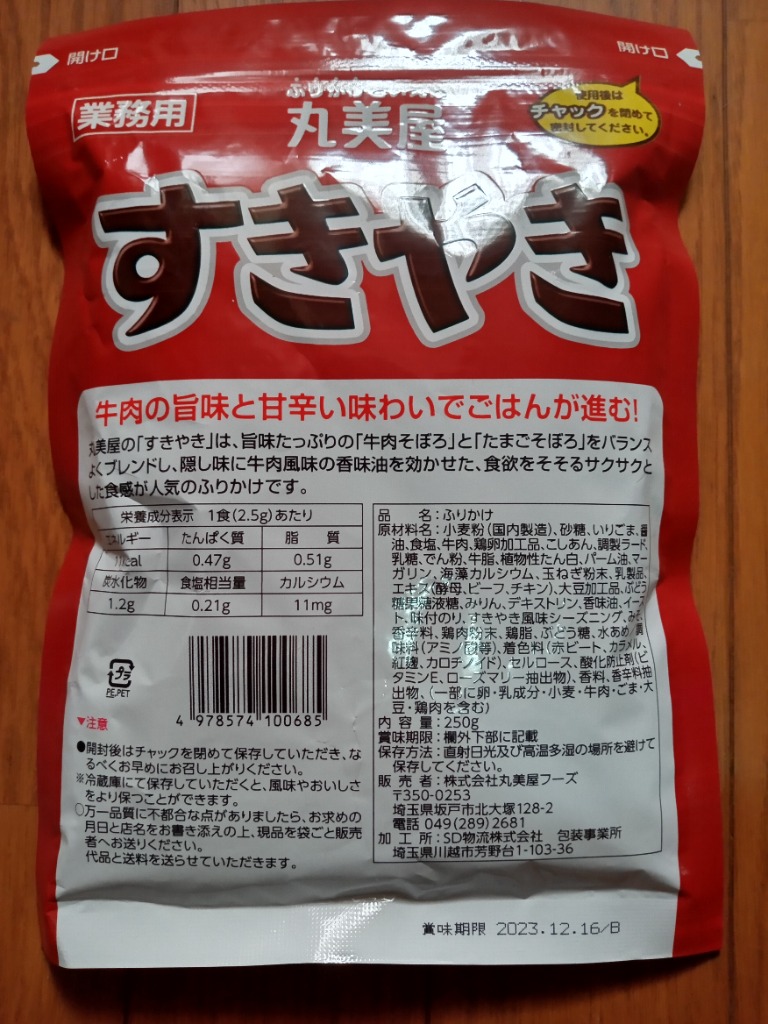 開け口
開け口
業務用
丸美屋
使用後は
チャックを閉めて
密封してください。
すきやき
牛肉の旨味と甘辛い味わいでごはんが進む!
丸美屋の「すきやき」は、旨味たっぷりの「牛肉そぼろ」と「たまごそぼろ」をバランス
よくブレンドし、隠し味に牛肉風味の香味油を効かせた、食欲をそそるサクサクと
した食感が人気のふりかけです。
栄養成分表示 1食(2.5g)あたり
エネルギー たんぱく質 脂質
kcal 0.47g 0.51g
炭水化物 食塩相当量 カルシウム
1.2g 0.21g 11mg
PE,PET
4 978574 100685
▼注意
●開封後はチャックを閉めて保存していただき、な
るべくお早めにお召し上がりください。
※冷蔵庫にて保存していただくと、風味やおいしさ
をより保つことができます。
○万一品質に不都合な点がありましたら、お求めの
月日と店名をお書き添えの上、現品を袋ごと販売
者へお送りください。
代品と送料を送らせていただきます。
品名:ふりかけ
原材料名:小麦粉(国内製造)、砂糖、いりごま、醤
油、食塩、牛肉、鶏卵加工品、こしあん、調製ラード、
乳糖、でん粉、牛脂、植物性たん白、パーム油、マー
ガリン、海藻カルシウム、玉ねぎ粉末、乳製品、
エキス(酵母、ビーフ、チキン)、大豆加工品、ぶどう
糖果糖液糖、みりん、デキストリン、香味油、イース
ト、味付のり、すきやき風味シーズニング、みそ、
香辛料、鶏肉粉末、鶏脂、ぶどう糖、水あめ/調
味料(アミノ酸等)、着色料(赤ビート、カラメル、
紅麹、カロチノイド)、セルロース、酸化防止剤(ビ
タミンE、ローズマリー抽出物)、香料、香辛料抽
出物、(一部に卵・乳成分・小麦・牛肉・ごま・大
豆・鶏肉を含む)
内容量:250g
賞味期限:欄外下部に記載
保存方法:直射日光及び高温多湿の場所を避けて
保存してください。
販売者:株式会社丸美屋フーズ
〒350-0253
埼玉県坂戸市北大塚128-2
電話 049(289)2681
加工所:SD物流株式会社 包装事業所
埼玉県川越市芳野台1-103-36
賞味期限 2023.12.16/B